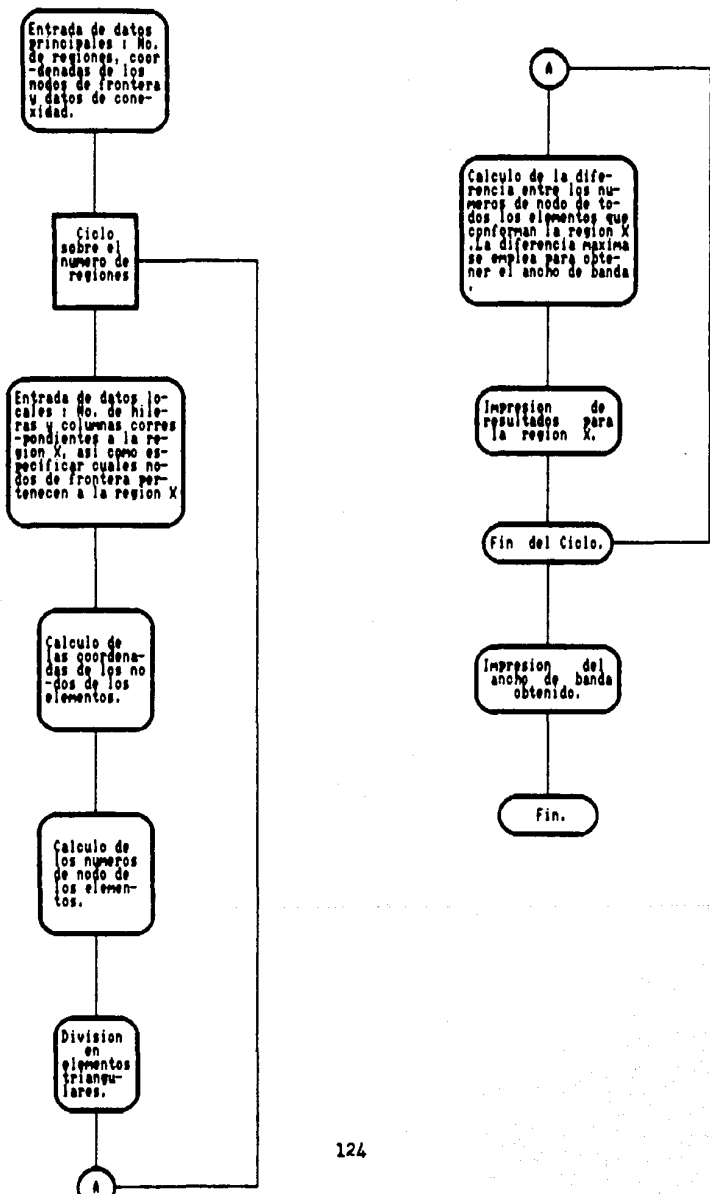 Entrada de datos
principales : No.
de regiones, coor
-denadas de los
nodos de frontera
y datos de cone-
xidad.
Ciclo
sobre el
numero de
regiones
Entrada de datos lo-
cales : No. de hile-
ras y columnas corres
-pondientes a la re-
gion X, asi como es-
pecificar cuales no-
dos de frontera per-
tenecen a la region X
Calculo de
las coordena-
das de los no
-dos de los
elementos.
Calculo de
los numeros
de nodo de
los elemen-
tos.
Division
en
elementos
triangu-
lares.
A
A
Calculo de la dife-
rencia entre los nu-
meros de nodo de to-
dos los elementos que
conforman la region X
.La diferencia maxima
se emplea para obte-
ner el ancho de banda
.
Impresion de
resultados para
la region X.
Fin del Ciclo.
Impresion del
ancho de banda
obtenido.
Fin.
124